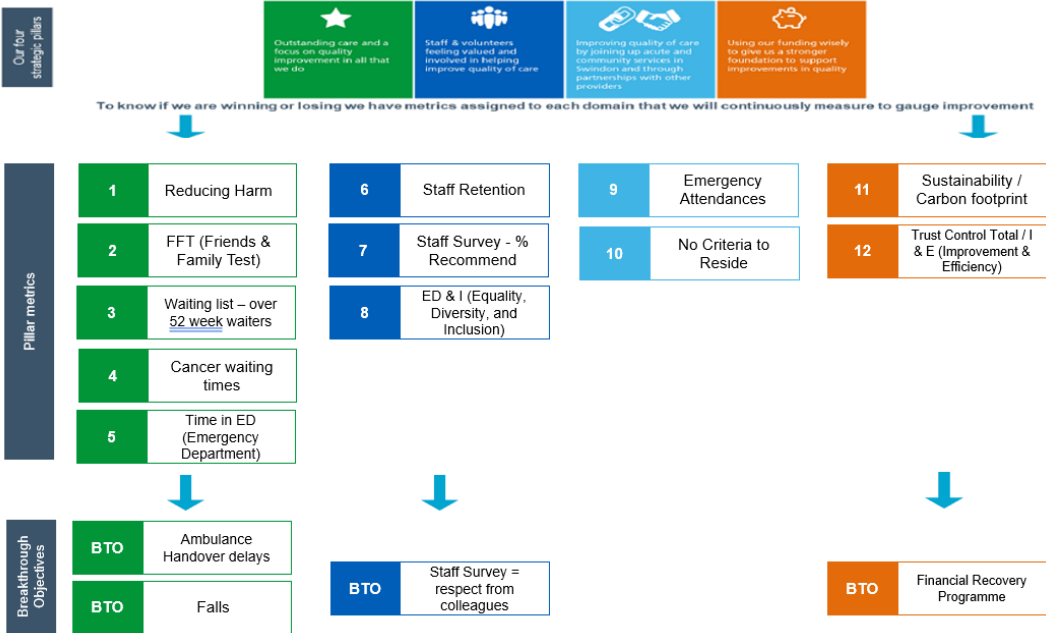 Our four
strategic pillars
Outstanding care and a
focus on quality
improvement in all that
we do
Staff & volunteers
feeling valued and
involved in helping
improve quality of care
Improving quality of care
by joining up acute and
community services in
Swindon and through
partnerships with other
providers
Using our funding wisely
to give us a stronger
foundation to support
improvements in quality
To know if we are winning or losing we have metrics assigned to each domain that we will continuously measure to gauge improvement
Pillar metrics
1
Reducing Harm
2
FFT (Friends &
Family Test)
3
Waiting list – over
52 week waiters
4
Cancer waiting
times
5
Time in ED
(Emergency
Department)
6
Staff Retention
7
Staff Survey - %
Recommend
8
ED & I (Equality,
Diversity, and
Inclusion)
9
Emergency
Attendances
10
No Criteria to
Reside
11
Sustainability /
Carbon footprint
12
Trust Control Total / I
& E (Improvement &
Efficiency)
Breakthrough
Objectives
BTO
Ambulance
Handover delays
BTO
Falls
BTO
Staff Survey =
respect from
colleagues
BTO
Financial Recovery
Programme